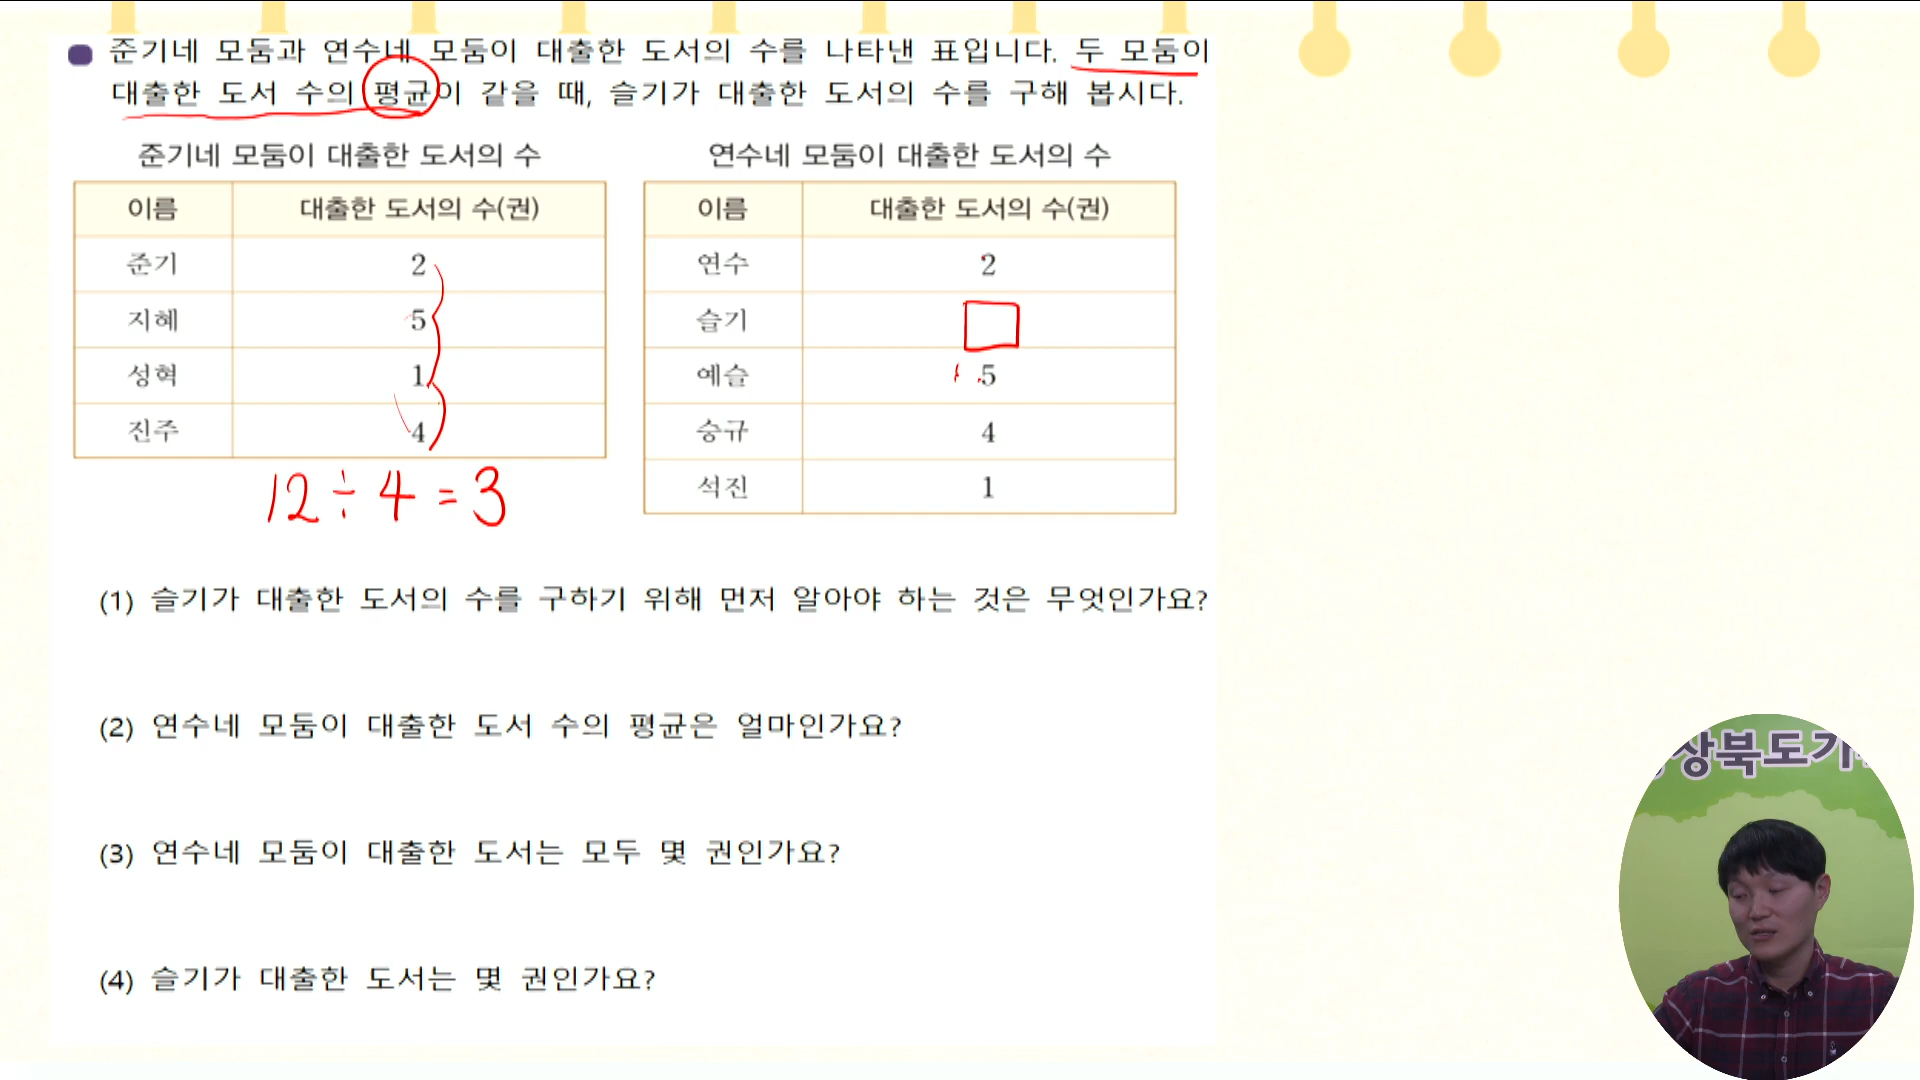 준기네 모둠과 연수네 모둠이 대출한 도서의 수를 나타낸 표입니다. 두 모둠이
대출한 도서 수의 평균이 같을 때, 슬기가 대출한 도서의 수를 구해 봅시다.
준기네 모둠이 대출한 도서의 수
이름 대출한 도서의 수(권)
준기 2
지혜 5
성혁 1
진주 4
12÷4=3
연수네 모둠이 대출한 도서의 수
이름 대출한 도서의 수(권)
연수 2
슬기
예슬 5
승규 4
석진 1
(1) 슬기가 대출한 도서의 수를 구하기 위해 먼저 알아야 하는 것은 무엇인가요?
(2) 연수네 모둠이 대출한 도서 수의 평균은 얼마인가요?
(3) 연수네 모둠이 대출한 도서는 모두 몇 권인가요?
(4) 슬기가 대출한 도서는 몇 권인가요?
상북도